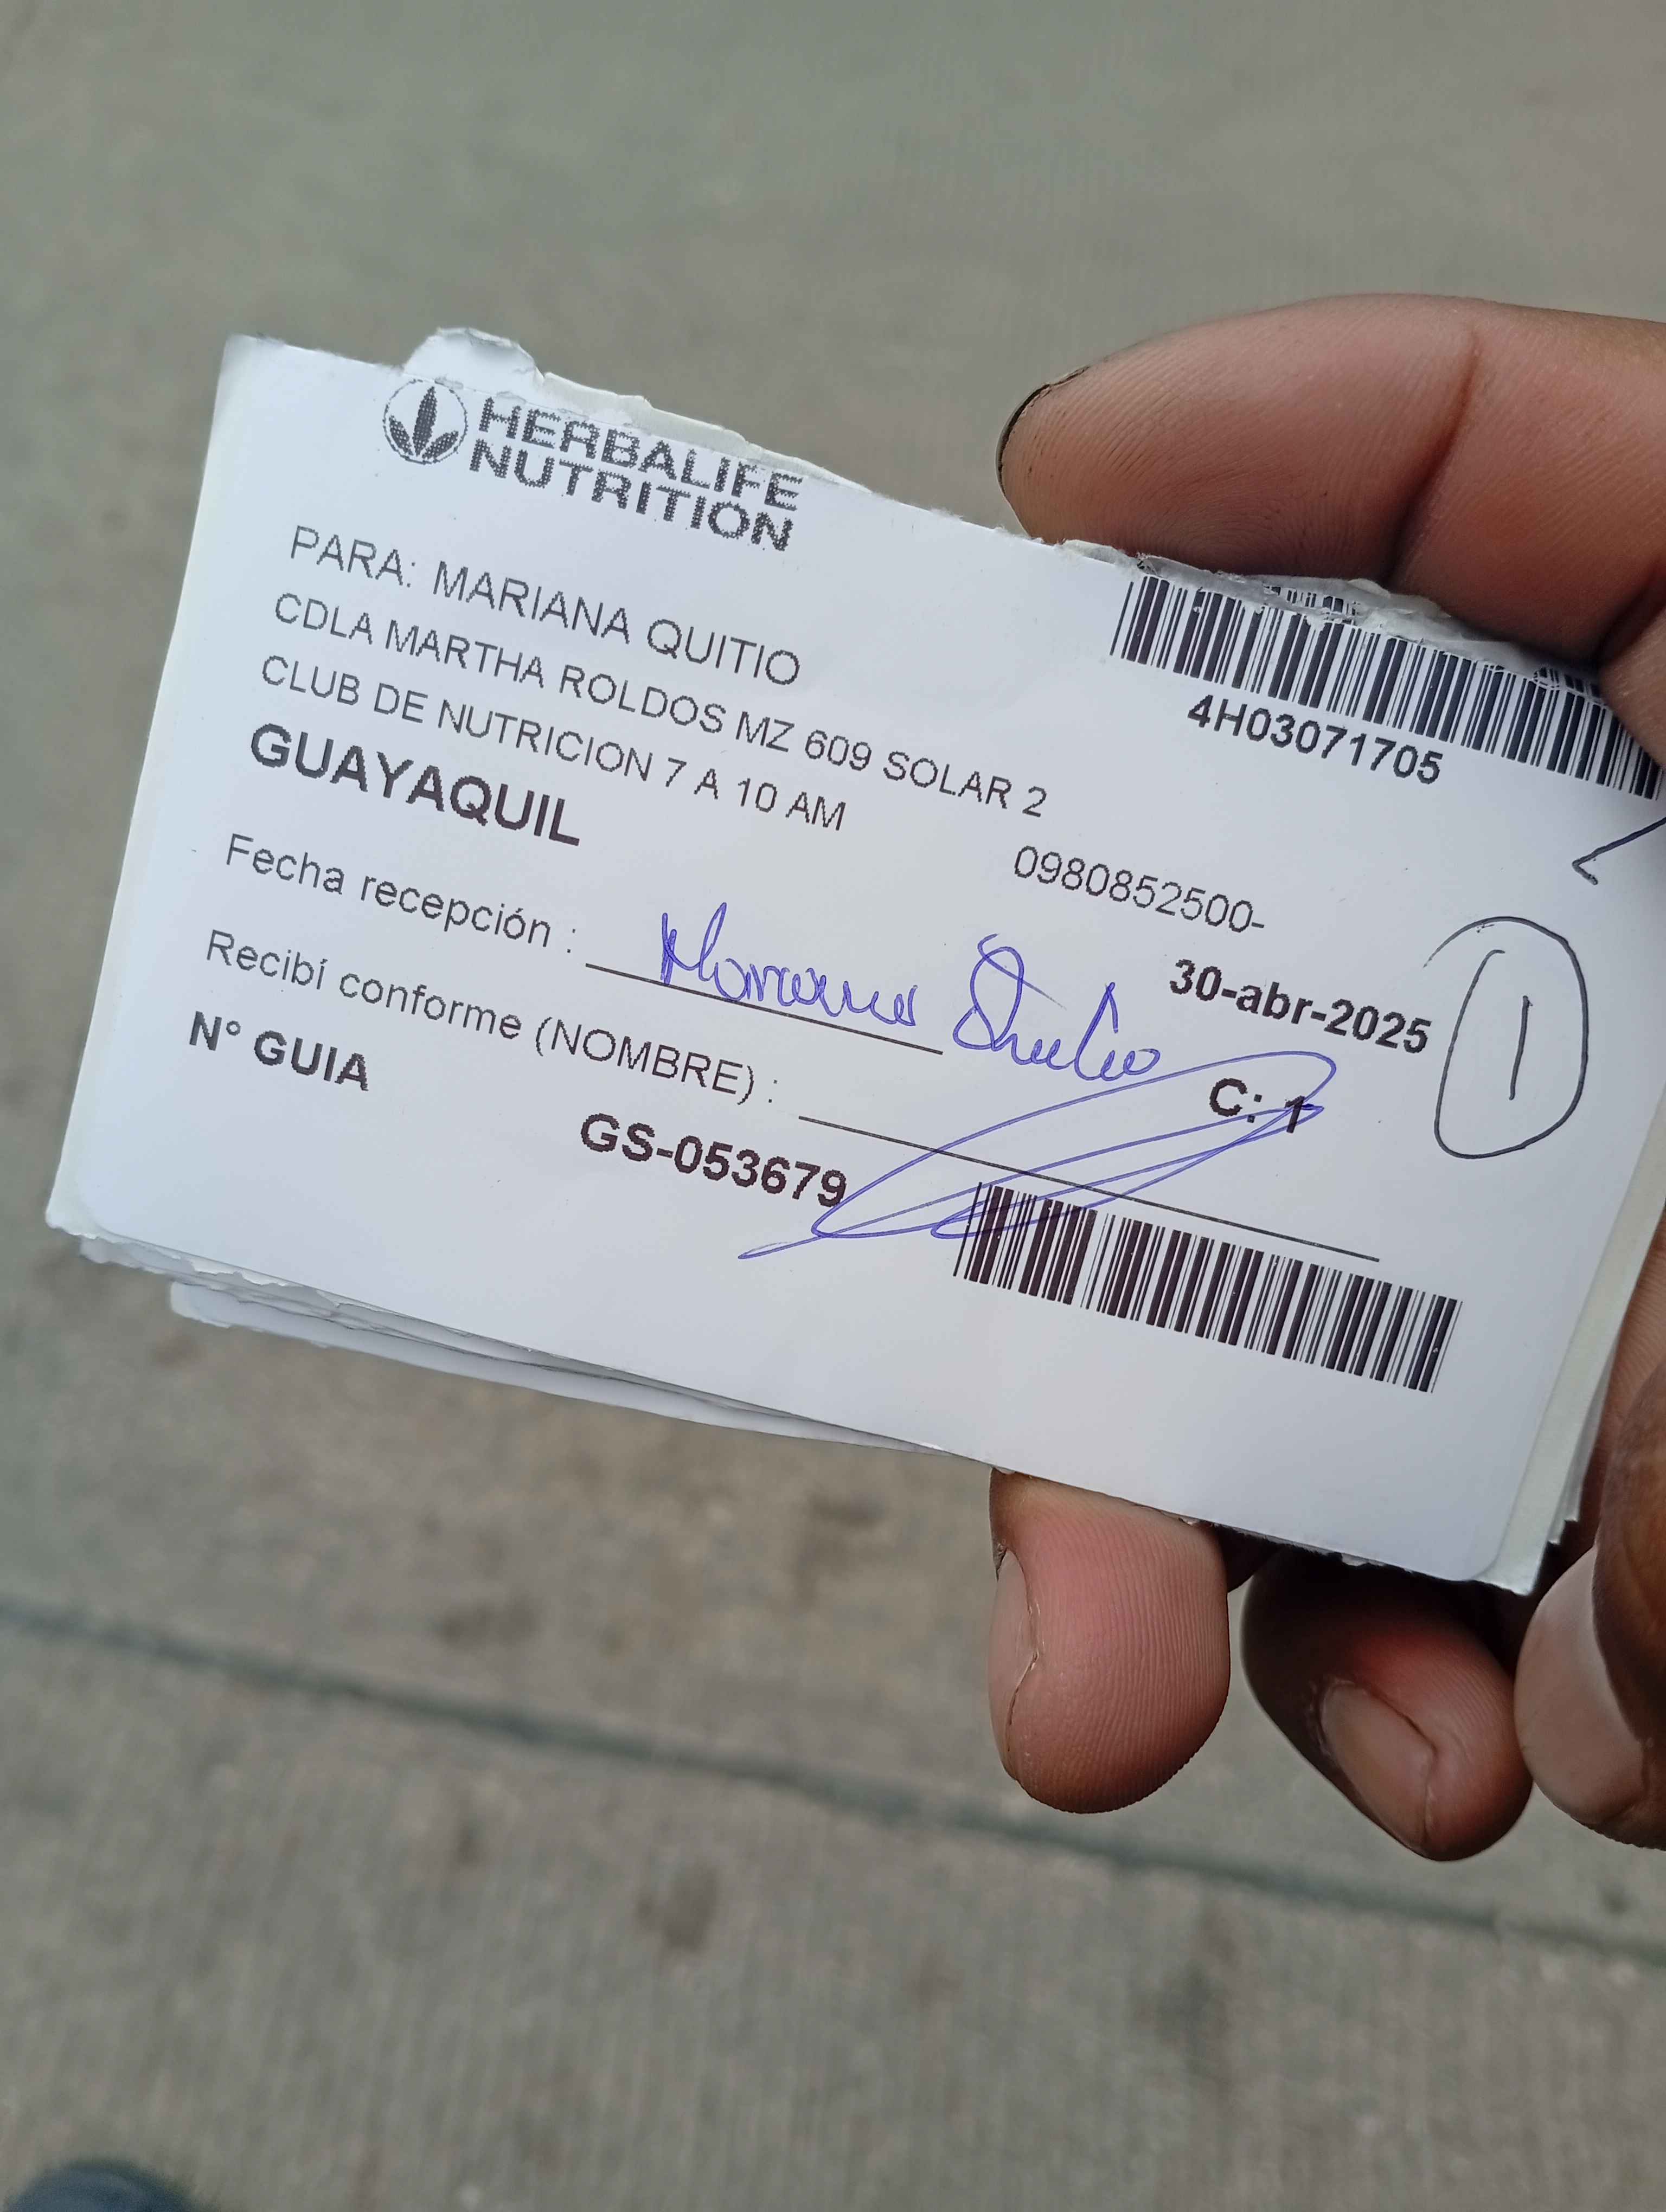 HERBALIFE
NUTRITION
4H03071705
PARA: MARIANA QUITIO
CDLA MARTHA ROLDOS MZ 609 SOLAR 2
CLUB DE NUTRICION 7 A 10 AM
GUAYAQUIL
0980852500-
Fecha recepción :
30-abr-2025
1
Recibí conforme (NOMBRE) :
C: 1
N° GUIA
GS-053679